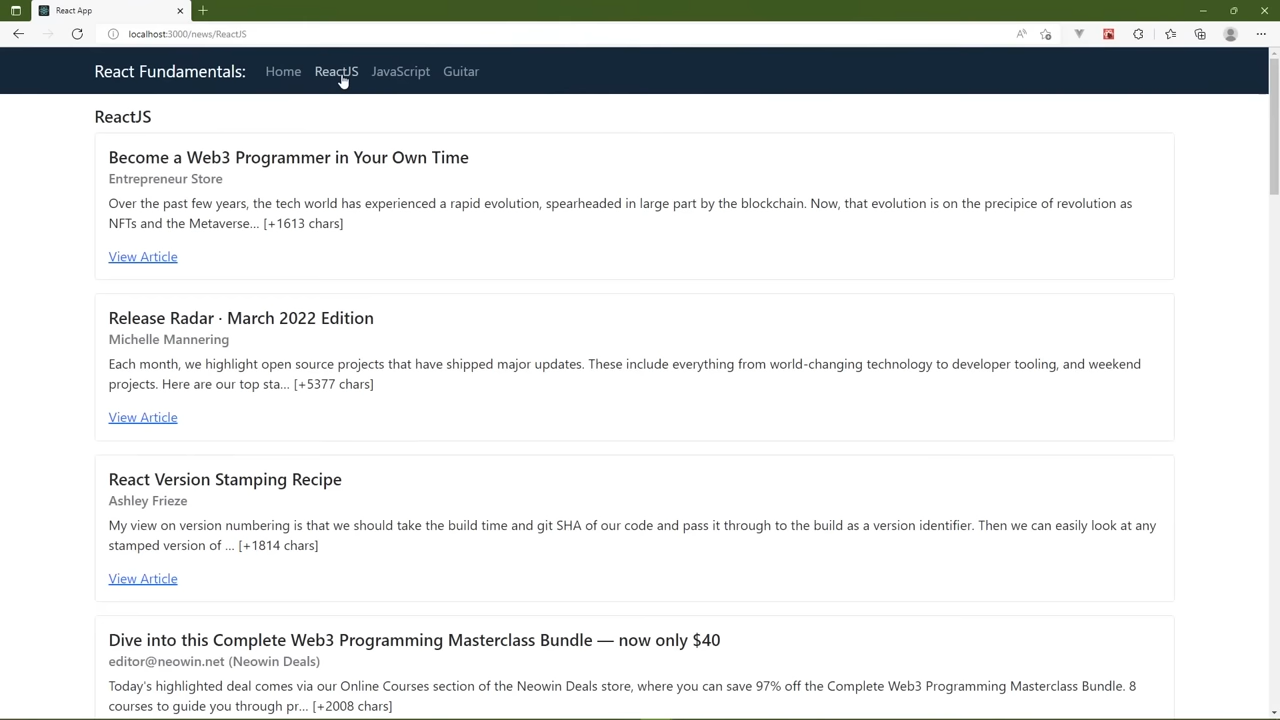 React App
localhost:3000/news/ReactJS
React Fundamentals: Home ReactJS JavaScript Guitar
ReactJS
Become a Web3 Programmer in Your Own Time
Entrepreneur Store
Over the past few years, the tech world has experienced a rapid evolution, spearheaded in large part by the blockchain. Now, that evolution is on the precipice of revolution as
NFTs and the Metaverse... [+1613 chars]
View Article
Release Radar · March 2022 Edition
Michelle Mannering
Each month, we highlight open source projects that have shipped major updates. These include everything from world-changing technology to developer tooling, and weekend
projects. Here are our top sta... [+5377 chars]
View Article
React Version Stamping Recipe
Ashley Frieze
My view on version numbering is that we should take the build time and git SHA of our code and pass it through to the build as a version identifier. Then we can easily look at any
stamped version of ... [+1814 chars]
View Article
Dive into this Complete Web3 Programming Masterclass Bundle — now only $40
editor@neowin.net (Neowin Deals)
Today's highlighted deal comes via our Online Courses section of the Neowin Deals store, where you can save 97% off the Complete Web3 Programming Masterclass Bundle. 8
courses to guide you through pr... [+2008 chars]